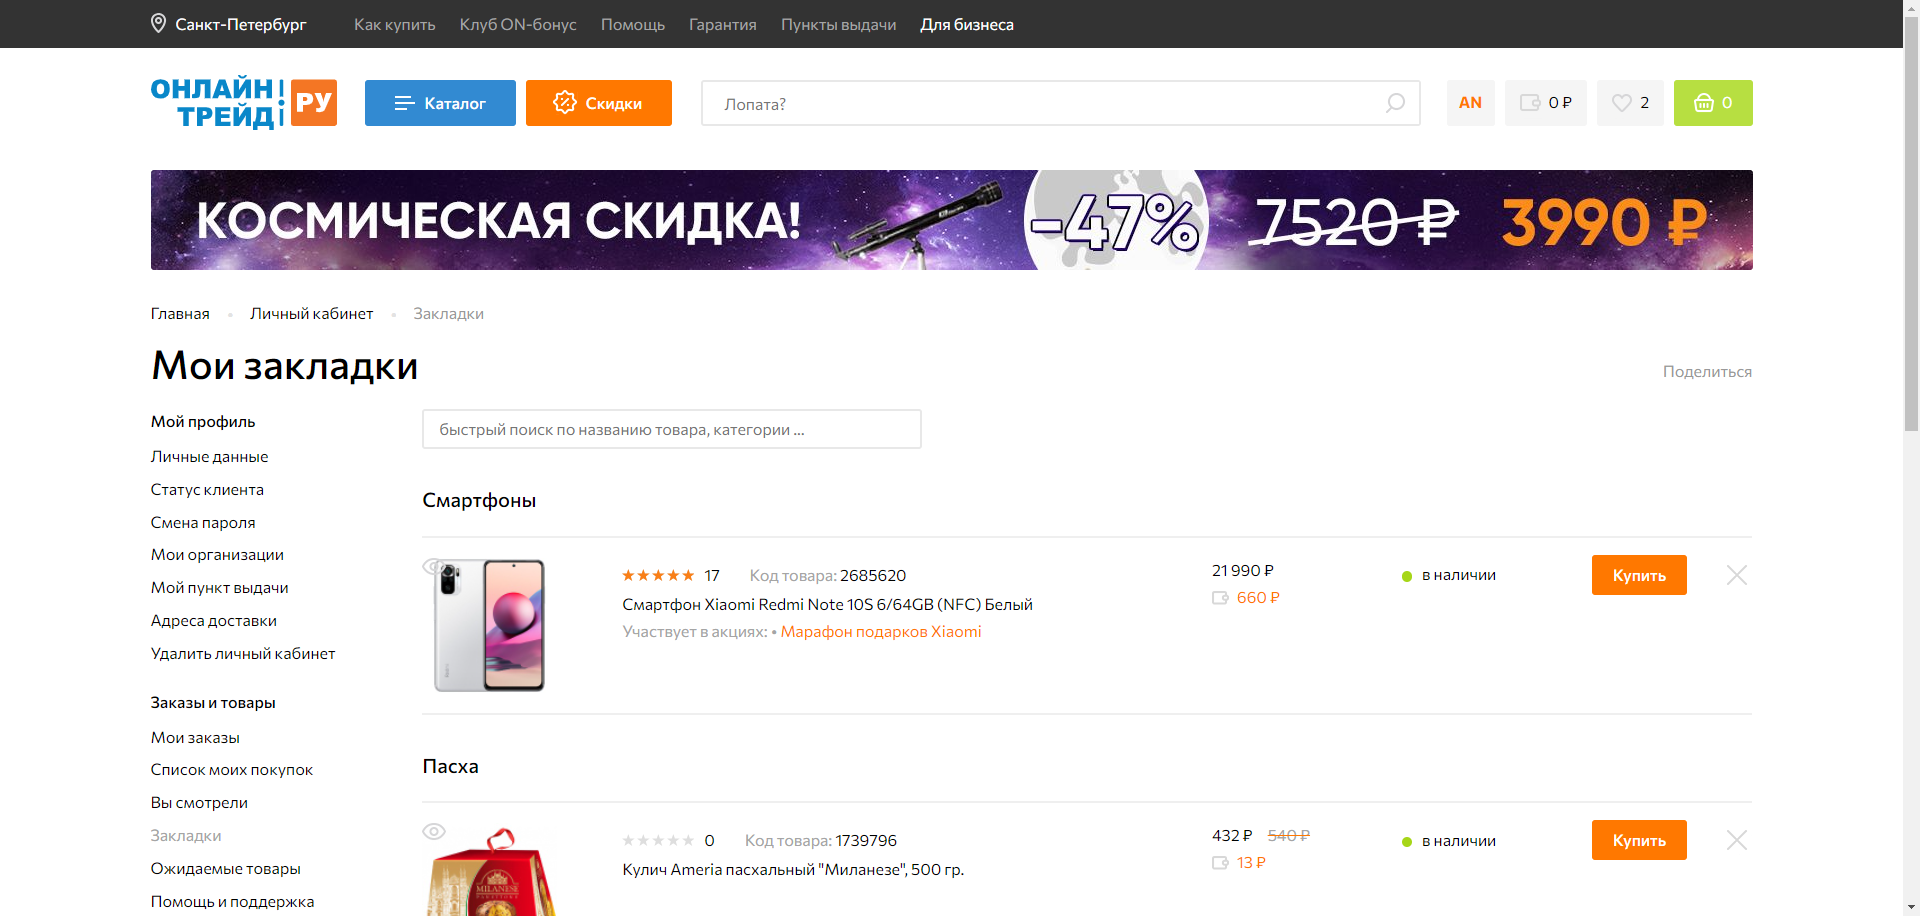 Санкт-Петербург Как купить Клуб ON-бонус Помощь Гарантия Пункты выдачи Для бизнеса
ОНЛАЙН ТРЕЙД РУ Каталог Скидки Лопата? AN 0 ₽ 2 0
КОСМИЧЕСКАЯ СКИДКА! -47% 7520 ₽ 3990 ₽
Главная • Личный кабинет • Закладки
Мои закладки
Поделиться
Мой профиль
Личные данные
Статус клиента
Смена пароля
Мои организации
Мой пункт выдачи
Адреса доставки
Удалить личный кабинет
Заказы и товары
Мои заказы
Список моих покупок
Вы смотрели
Закладки
Ожидаемые товары
Помощь и поддержка
быстрый поиск по названию товара, категории ...
Смартфоны
17 Код товара: 2685620
Смартфон Xiaomi Redmi Note 10S 6/64GB (NFC) Белый
Участвует в акциях: • Марафон подарков Xiaomi
21 990 ₽
660 ₽
в наличии
Купить
Пасха
MILANESE
0 Код товара: 1739796
Кулич Ameria пасхальный "Миланезе", 500 гр.
432 ₽ 540 ₽
13 ₽
в наличии
Купить